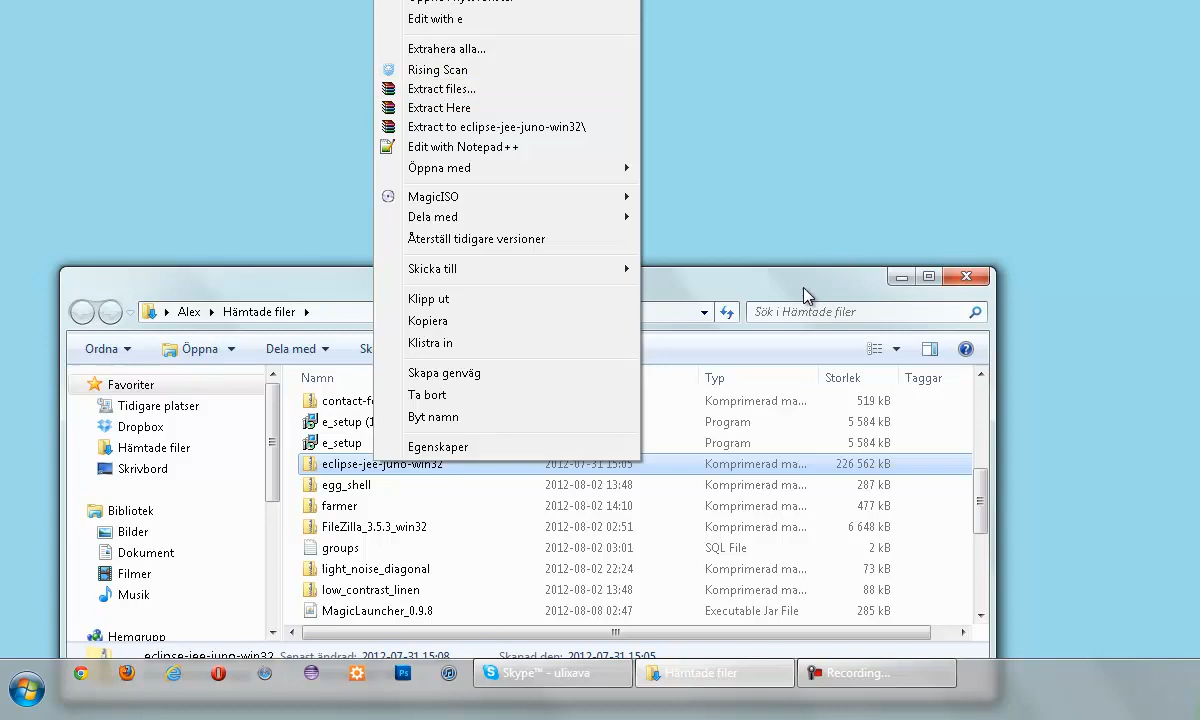 Edit with e
Extrahera alla...
Rising Scan
Extract files...
Extract Here
Extract to eclipse-jee-juno-win32\
Edit with Notepad++
Öppna med
MagicISO
Dela med
Återställ tidigare versioner
Skicka till
Klipp ut
Kopiera
Klistra in
Skapa genväg
Ta bort
Byt namn
Egenskaper
Alex Hämtade filer
Sök i Hämtade filer
Ordna Öppna Dela med Sk
Namn Typ Storlek Taggar
Favoriter
Tidigare platser
Dropbox
Hämtade filer
Skrivbord
Bibliotek
Bilder
Dokument
Filmer
Musik
Hemgrupp
contact-f Komprimerad ma... 519 kB
e_setup (1 Program 5 584 kB
e_setup Program 5 584 kB
eclipse-jee-juno-win32 2012-07-31 15:05 Komprimerad ma... 226 562 kB
egg_shell 2012-08-02 13:48 Komprimerad ma... 287 kB
farmer 2012-08-02 14:10 Komprimerad ma... 477 kB
FileZilla_3.5.3_win32 2012-08-02 02:51 Komprimerad ma... 6 648 kB
groups 2012-08-02 03:01 SQL File 2 kB
light_noise_diagonal 2012-08-02 22:24 Komprimerad ma... 73 kB
low_contrast_linen 2012-08-02 13:48 Komprimerad ma... 88 kB
MagicLauncher_0.9.8 2012-08-08 02:47 Executable Jar File 285 kB
eclipse-jee-juno-win32 Senast ändrad: 2012-07-31 15:08 Skapad den: 2012-07-31 15:05
Ps
Skype™ - ulixava
Hämtade filer
Recording...